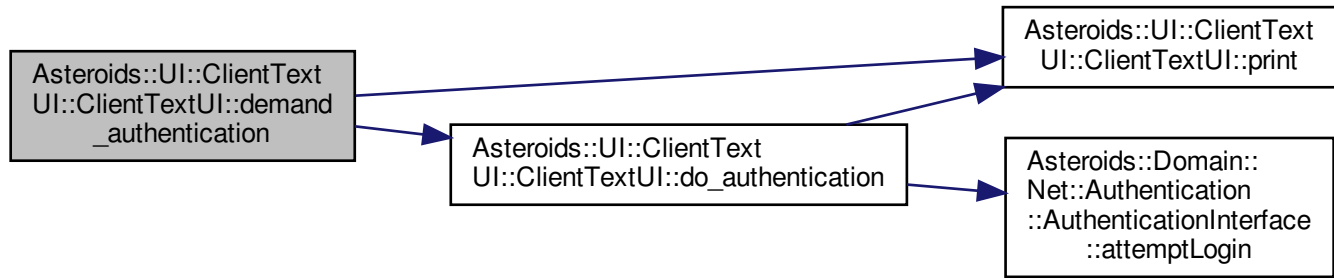 Asteroids::UI::ClientText
UI::ClientTextUI::demand
_authentication
Asteroids::UI::ClientText
UI::ClientTextUI::print
Asteroids::UI::ClientText
UI::ClientTextUI::do_authentication
Asteroids::Domain::
Net::Authentication
::AuthenticationInterface
::attemptLogin